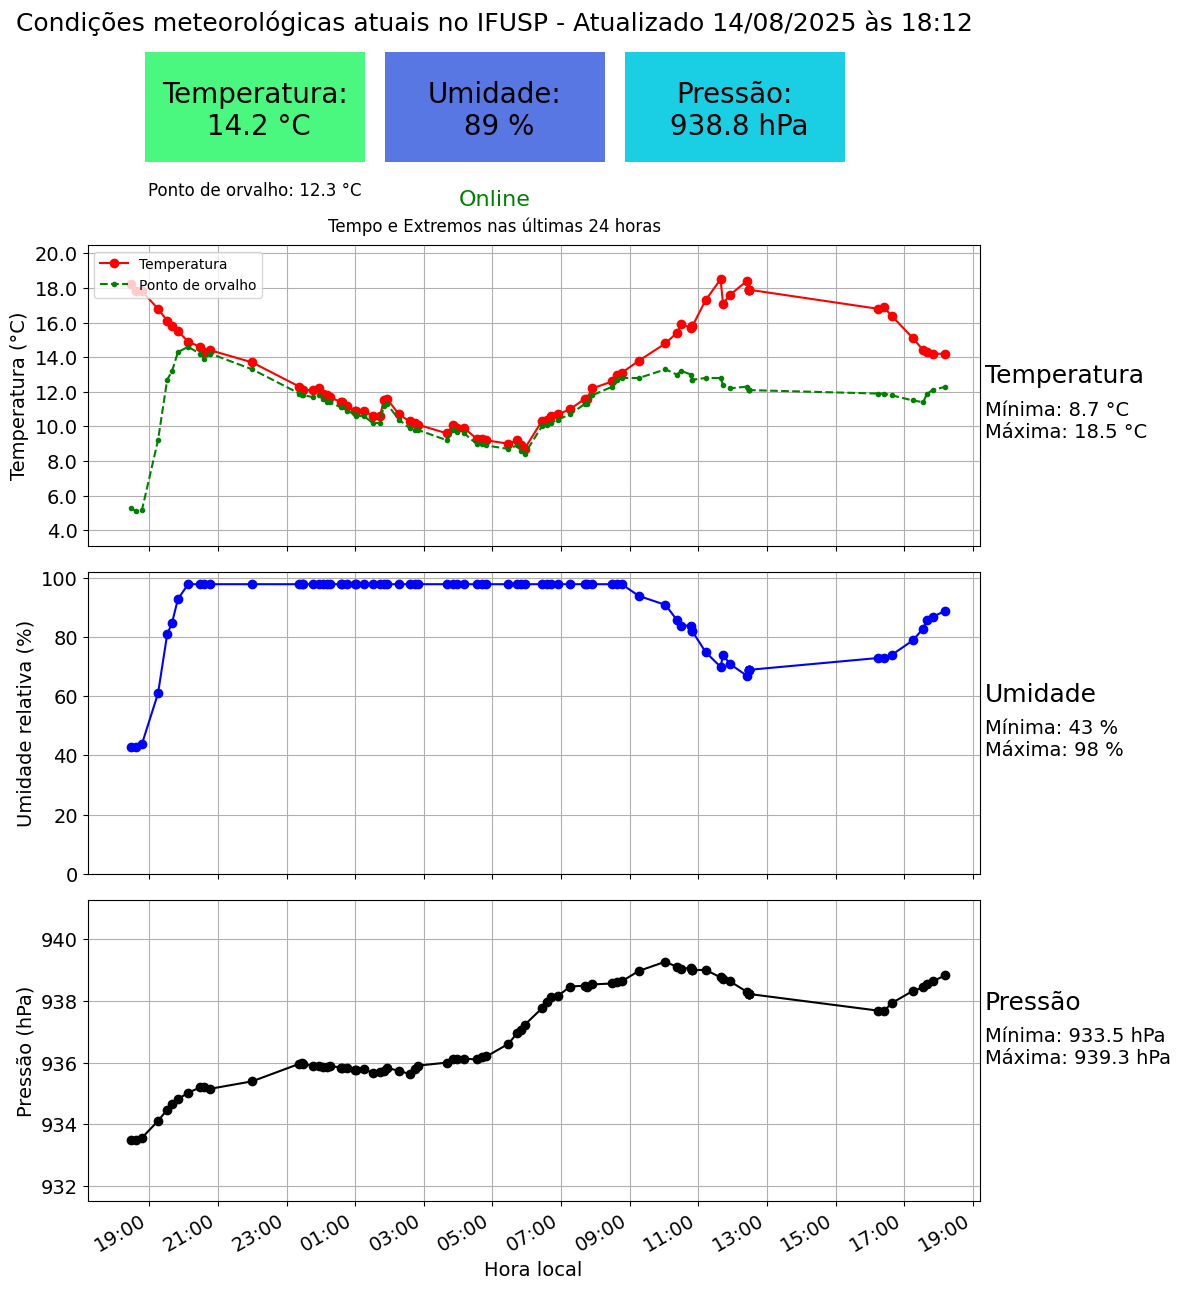 Condições meteorológicas atuais no IFUSP - Atualizado 14/08/2025 às 18:12
Temperatura:
14.2 °C
Umidade:
89 %
Pressão:
938.8 hPa
Ponto de orvalho: 12.3 °C
Online
Tempo e Extremos nas últimas 24 horas
Temperatura
Ponto de orvalho
Temperatura (°C)
20.0
18.0
16.0
14.0
12.0
10.0
8.0
6.0
4.0
Temperatura
Mínima: 8.7 °C
Máxima: 18.5 °C
Umidade relativa (%)
100
80
60
40
20
0
Umidade
Mínima: 43 %
Máxima: 98 %
Pressão (hPa)
940
938
936
934
932
Pressão
Mínima: 933.5 hPa
Máxima: 939.3 hPa
19:00
21:00
23:00
01:00
03:00
05:00
07:00
09:00
11:00
13:00
15:00
17:00
19:00
Hora local